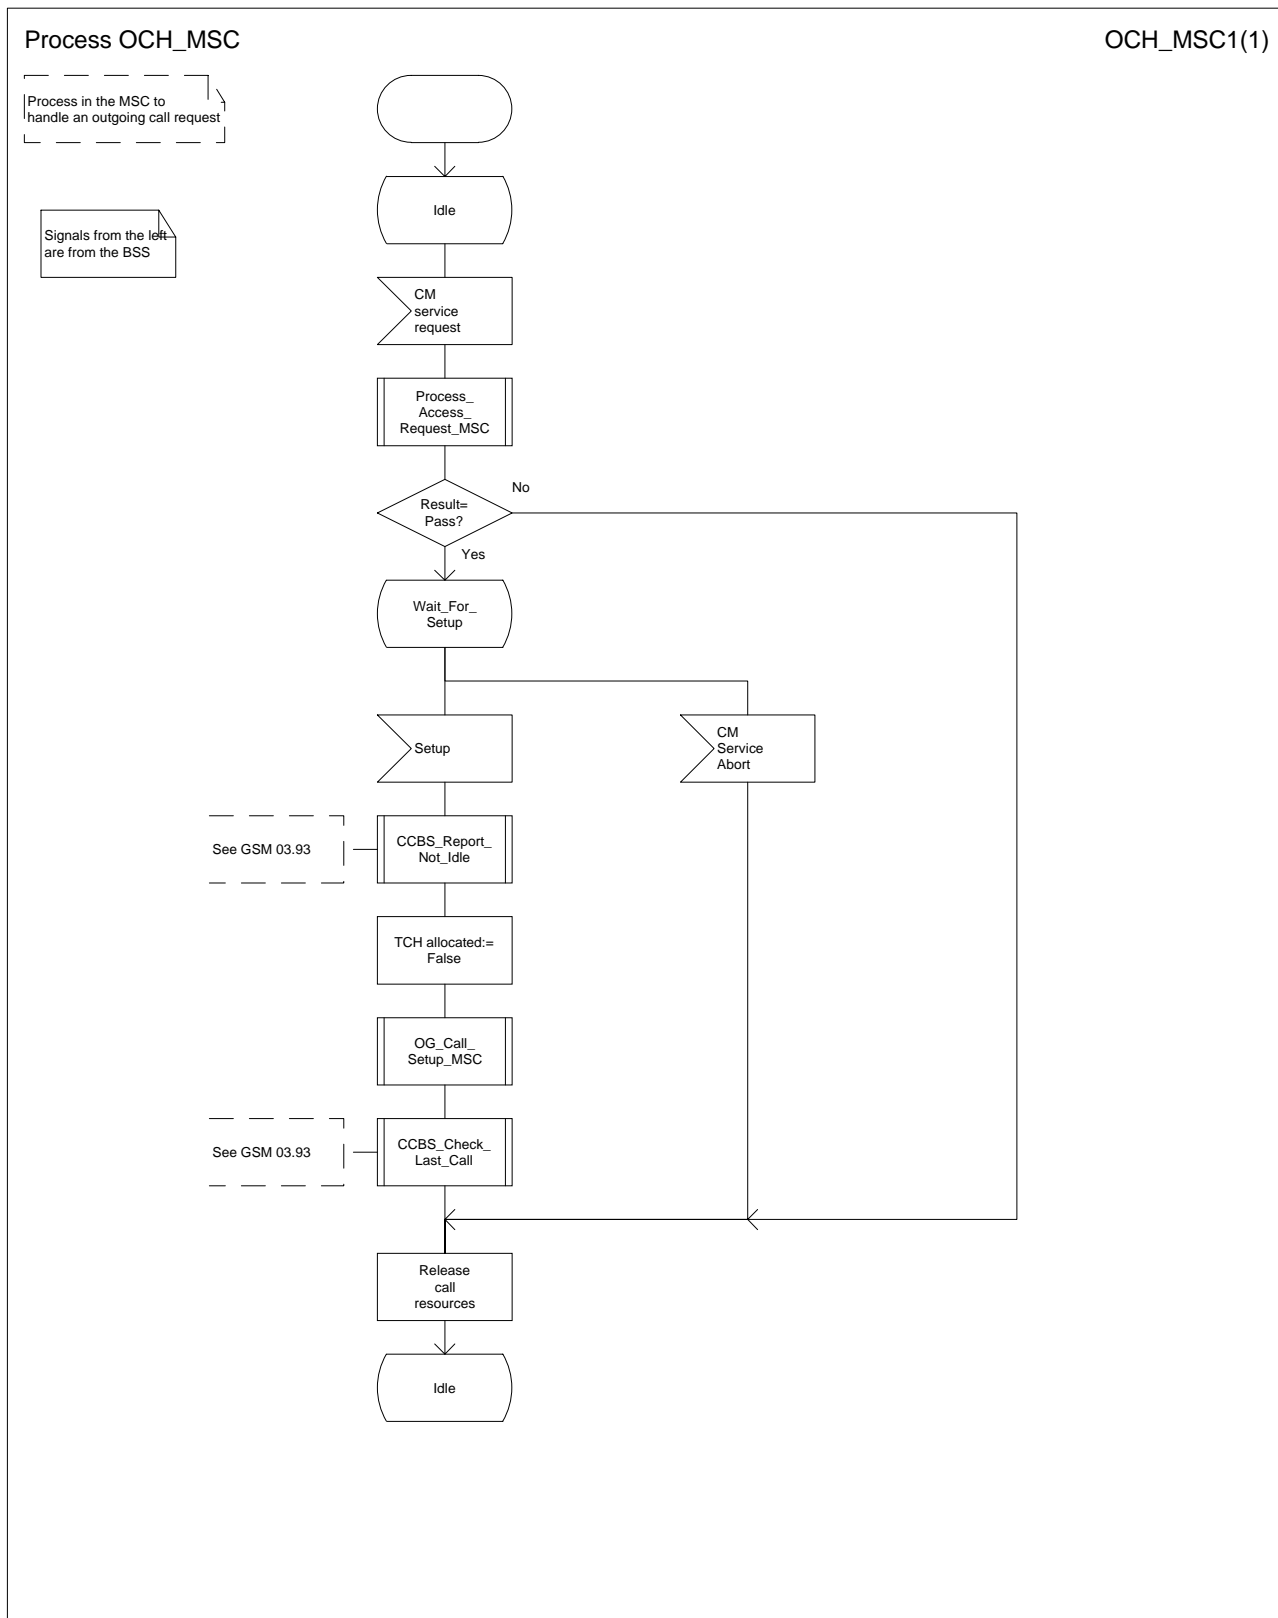 Process OCH_MSC
OCH_MSC1(1)
Process in the MSC to
handle an outgoing call request
Signals from the left
are from the BSS
Idle
CM
service
request
Process_
Access_
Request_MSC
Result=
Pass?
No
Yes
Wait_For_
Setup
Setup
CM
Service
Abort
See GSM 03.93
CCBS_Report_
Not_Idle
TCH allocated:=
False
OG_Call_
Setup_MSC
See GSM 03.93
CCBS_Check_
Last_Call
Release
call
resources
Idle